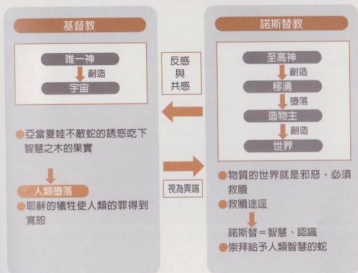 基督教
唯一神
創造
宇宙
●亞當夏娃不敵蛇的誘惑吃下
智慧之木的果實
人類墮落
●耶穌的犧牲使人類的罪得到
寬恕
反感
與
共感
視為異端
諾斯替教
至高神
創造
移湧
墮落
造物主
創造
世界
●物質的世界就是邪惡，必須
救贖
●救贖途逕
諾斯替＝智慧、認識
●崇拜給予人類智慧的蛇